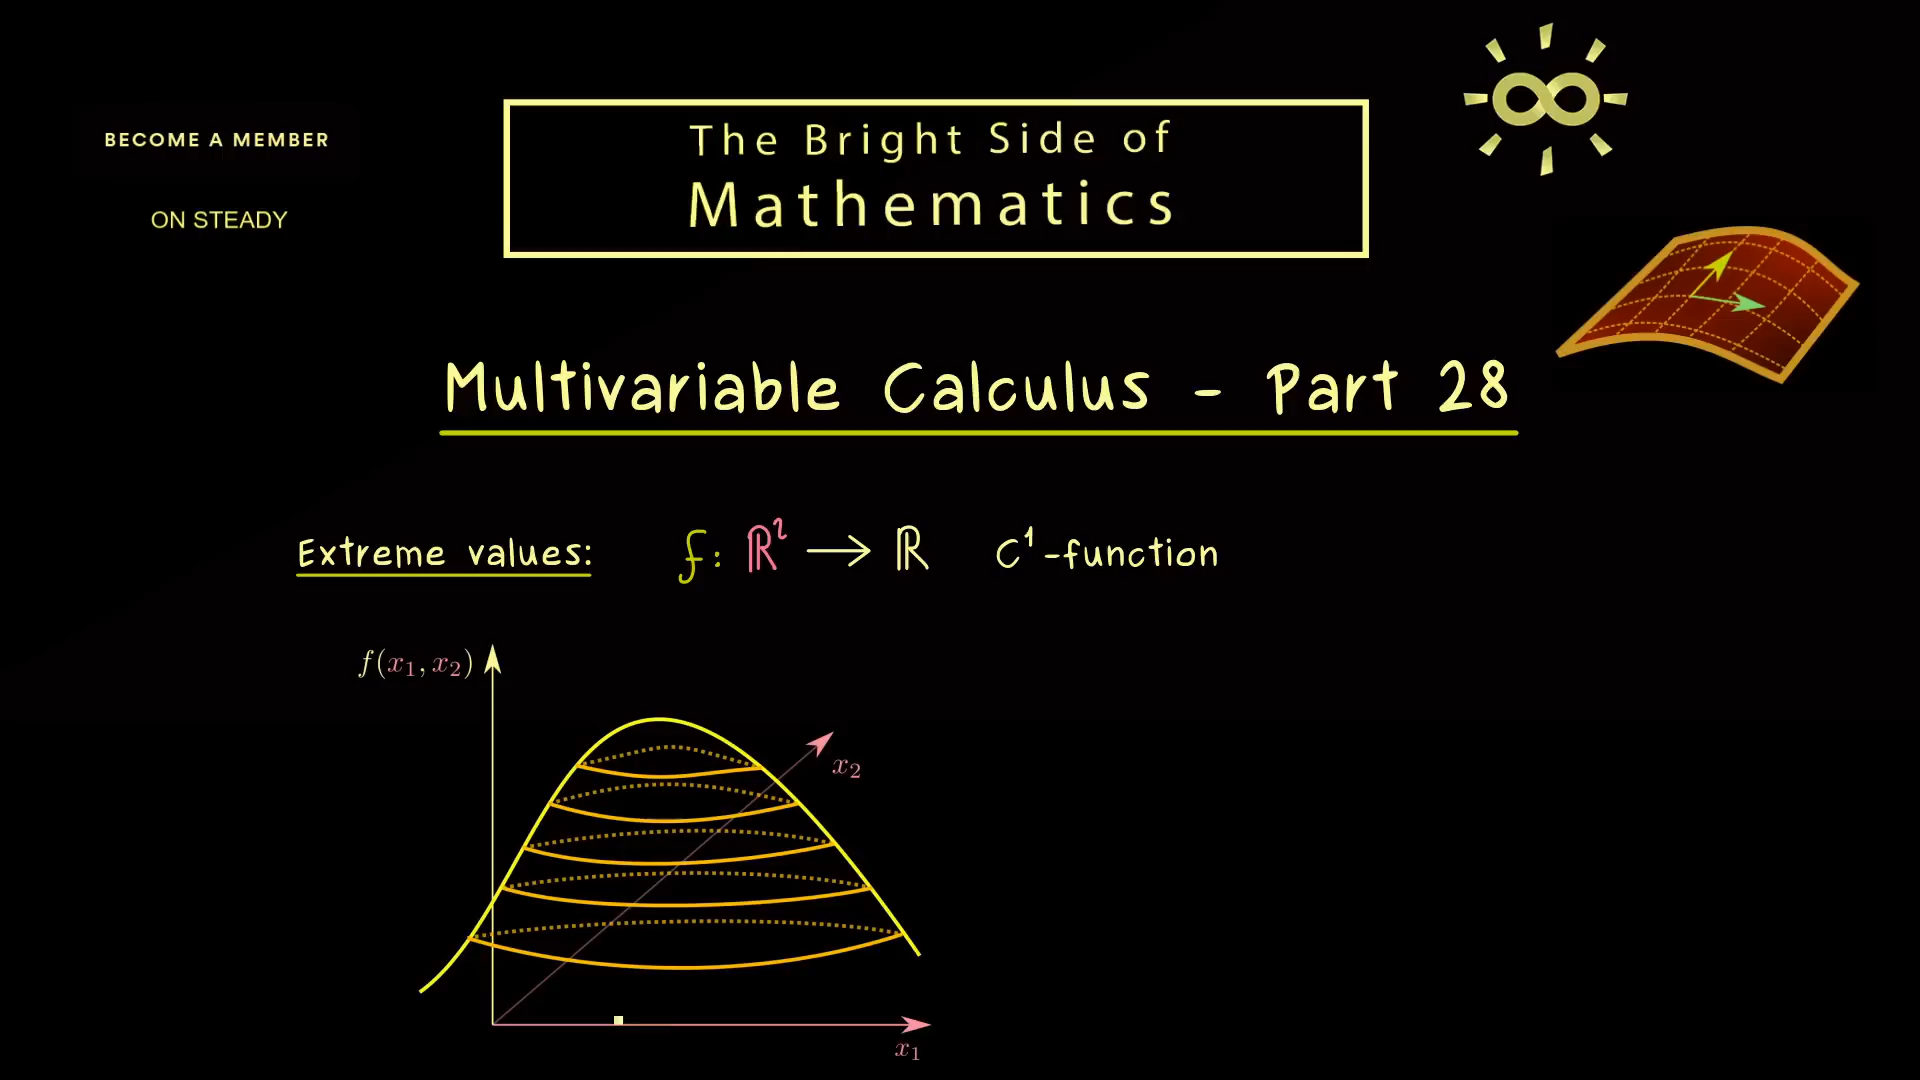 BECOME A MEMBER
ON STEADY
The Bright Side of
Mathematics
Multivariable Calculus - Part 28
Extreme values: f: ℝ² → ℝ C¹-function
f(x₁, x₂)
x₂
x₁